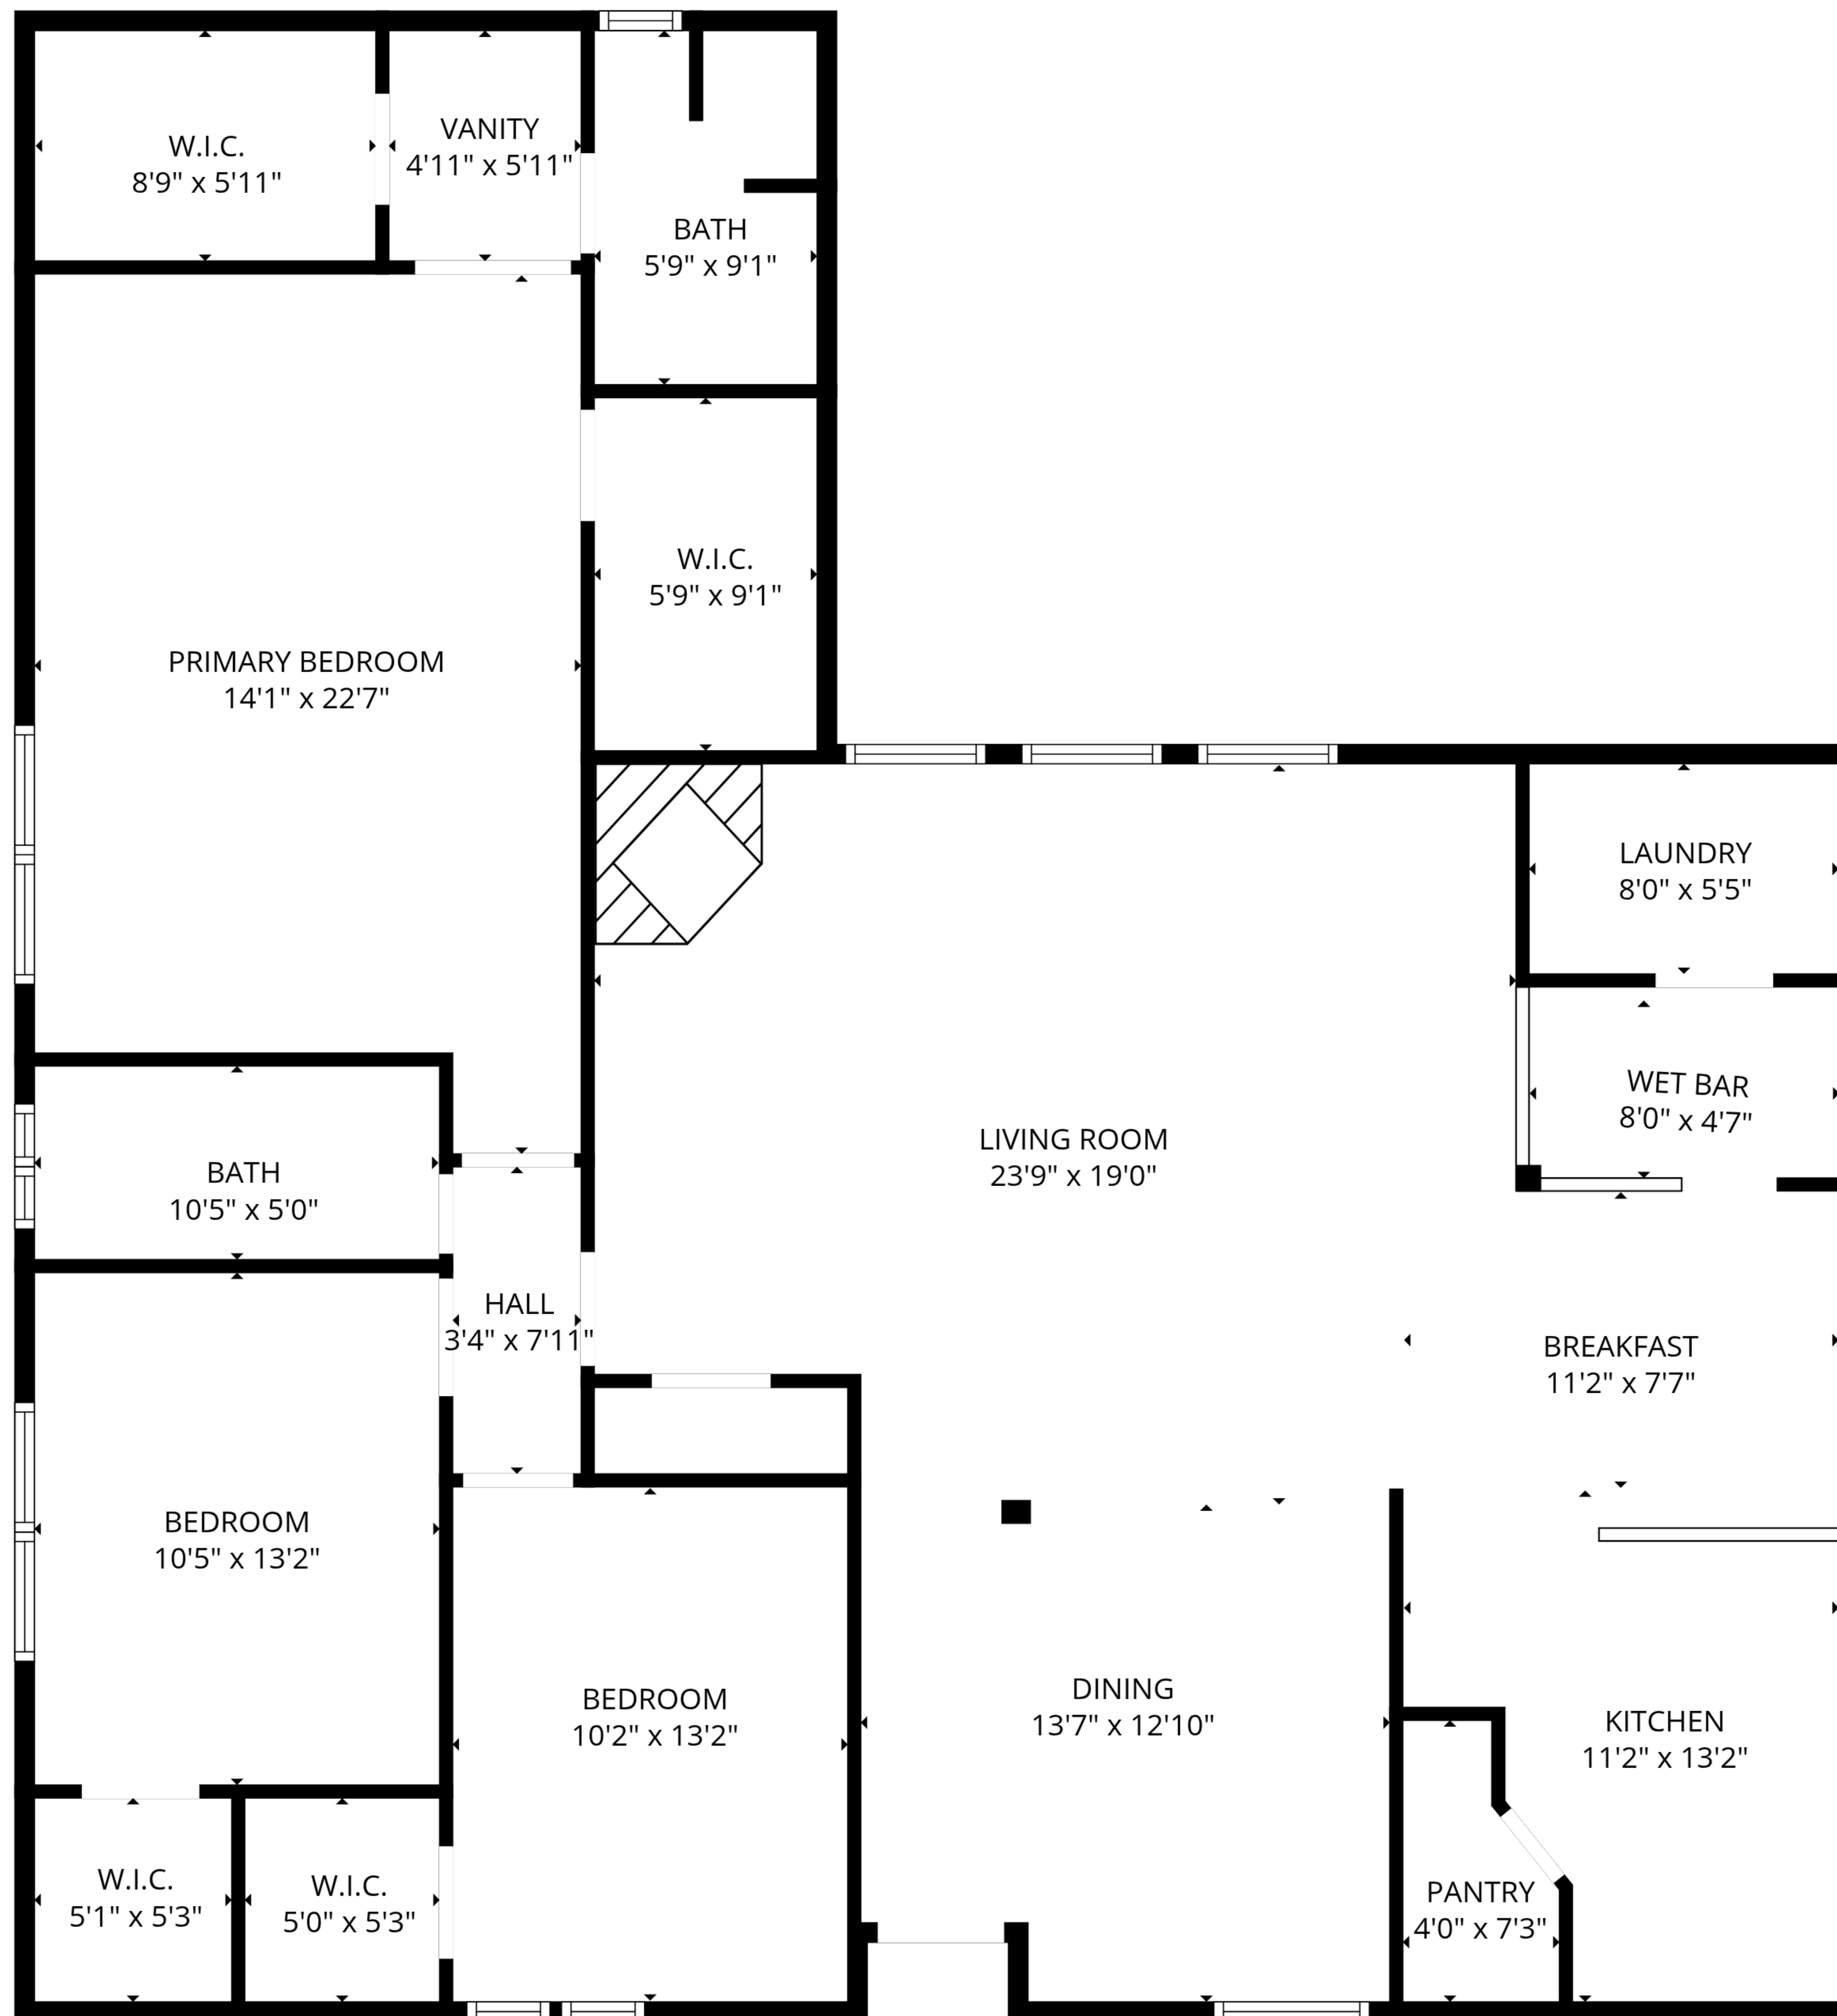 VANITY
4'11" x 5'11"
W.I.C.
8'9" x 5'11"
BATH
5'9" x 9'1"
W.I.C.
5'9" x 9'1"
PRIMARY BEDROOM
14'1" x 22'7"
LAUNDRY
8'0" x 5'5"
WET BAR
8'0" x 4'7"
LIVING ROOM
23'9" x 19'0"
BATH
10'5" x 5'0"
HALL
3'4" x 7'11"
BREAKFAST
11'2" x 7'7"
BEDROOM
10'5" x 13'2"
BEDROOM
10'2" x 13'2"
DINING
13'7" x 12'10"
KITCHEN
11'2" x 13'2"
W.I.C.
5'1" x 5'3"
W.I.C.
5'0" x 5'3"
PANTRY
4'0" x 7'3"